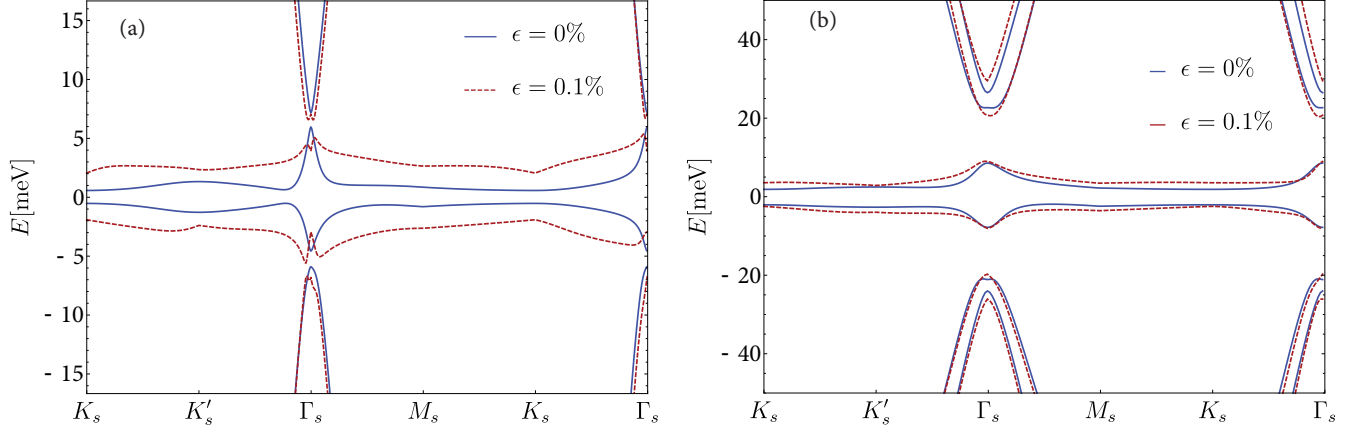 (a)
ϵ = 0%
ϵ = 0.1%
E[meV]
15
10
5
0
- 5
- 10
- 15
K_s K'_s Γ_s M_s K_s Γ_s
(b)
ϵ = 0%
ϵ = 0.1%
E[meV]
40
20
0
- 20
- 40
K_s K'_s Γ_s M_s K_s Γ_s